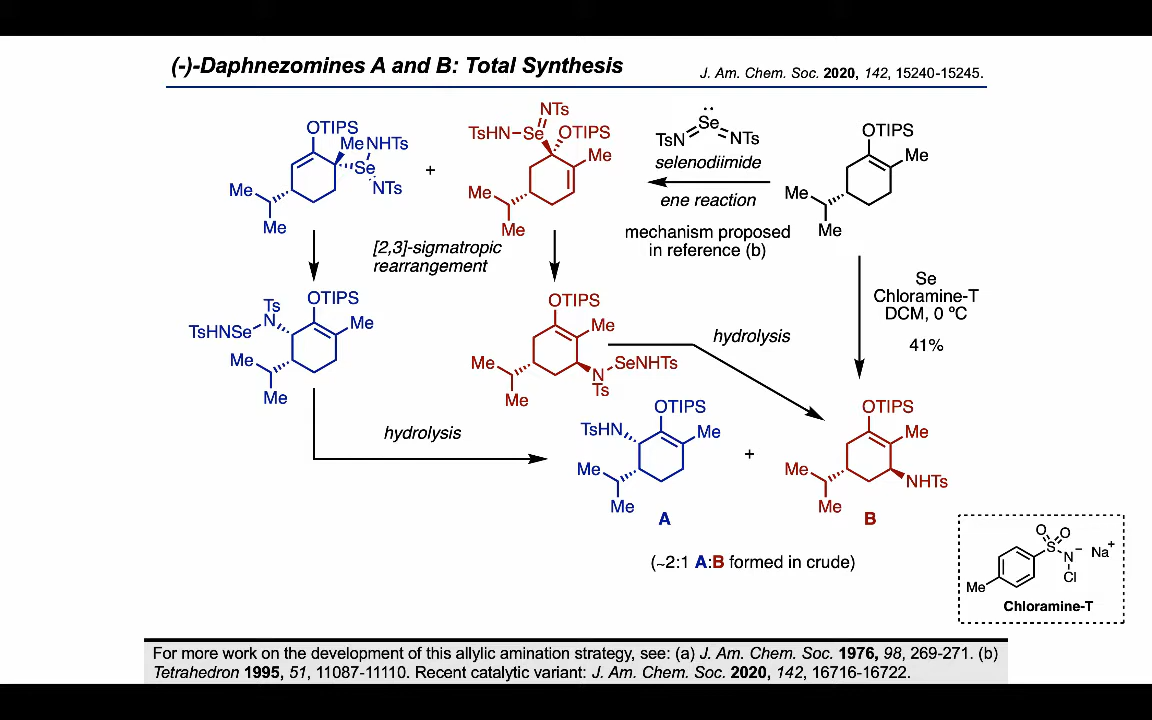 (-)-Daphnezomines A and B: Total Synthesis
J. Am. Chem. Soc. 2020, 142, 15240-15245.
OTIPS
Me
NHTs
Se
NTs
Me
Me
+
NTs
TsHN
Se
OTIPS
Me
Me
Me
Se
TsN
NTs
selenodiimide
ene reaction
mechanism proposed
in reference (b)
OTIPS
Me
Me
Me
[2,3]-sigmatropic
rearrangement
Se
Chloramine-T
DCM, 0 ºC
41%
Ts
OTIPS
TsHNSe
N
Me
Me
Me
OTIPS
Me
Me
SeNHTs
N
Ts
Me
hydrolysis
hydrolysis
OTIPS
TsHN
Me
Me
Me
A
+
OTIPS
Me
Me
NHTs
Me
B
(~2:1 A:B formed in crude)
O
O
S
N
−
Na
+
Cl
Me
Chloramine-T
For more work on the development of this allylic amination strategy, see: (a) J. Am. Chem. Soc. 1976, 98, 269-271. (b)
Tetrahedron 1995, 51, 11087-11110. Recent catalytic variant: J. Am. Chem. Soc. 2020, 142, 16716-16722.